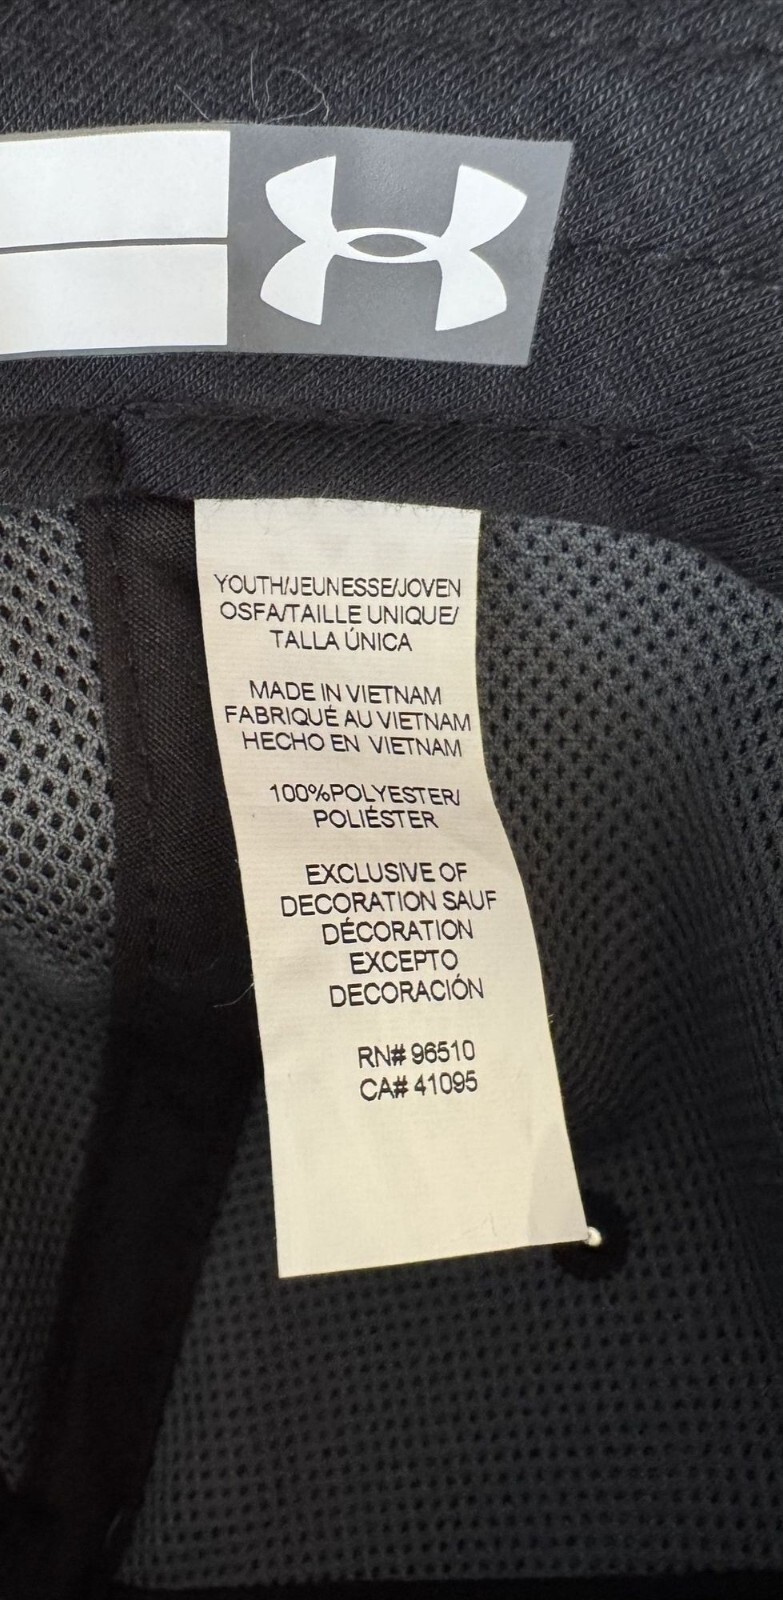 YOUTH/JEUNESSE/JOVEN
OSFA/TAILLE UNIQUE/
TALLA ÚNICA
MADE IN VIETNAM
FABRIQUÉ AU VIETNAM
HECHO EN VIETNAM
100%POLYESTER/
POLIÉSTER
EXCLUSIVE OF
DECORATION SAUF
DÉCORATION
EXCEPTO
DECORACIÓN
RN# 96510
CA# 41095